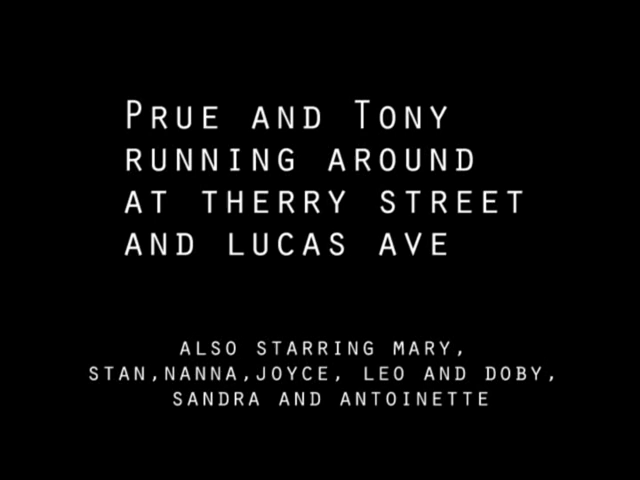 PRUE AND TONY
RUNNING AROUND
AT THERRY STREET
AND LUCAS AVE
ALSO STARRING MARY,
STAN,NANNA,JOYCE, LEO AND DOBY,
SANDRA AND ANTOINETTE